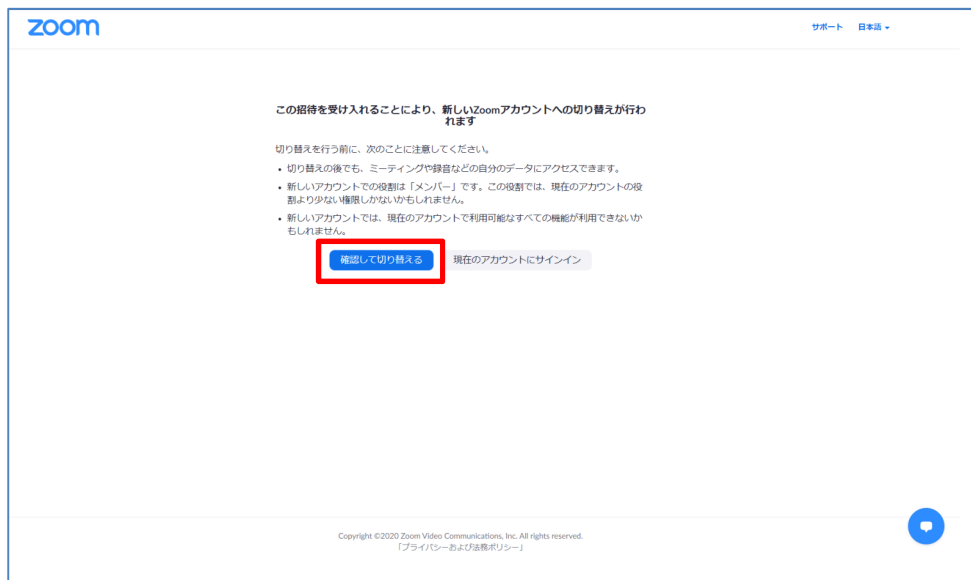 zoom
サポート 日本語
この招待を受け入れることにより、新しいZoomアカウントへの切り替えが行わ
れます
切り替えを行う前に、次のことに注意してください。
• 切り替えの後でも、ミーティングや録音などの自分のデータにアクセスできます。
• 新しいアカウントでの役割は「メンバー」です。この役割では、現在のアカウントの役
割より少ない権限しかないかもしれません。
• 新しいアカウントでは、現在のアカウントで利用可能なすべての機能が利用できないか
もしれません。
確認して切り替える 現在のアカウントにサインイン
Copyright ©2020 Zoom Video Communications, Inc. All rights reserved.
「プライバシーおよび法務ポリシー」